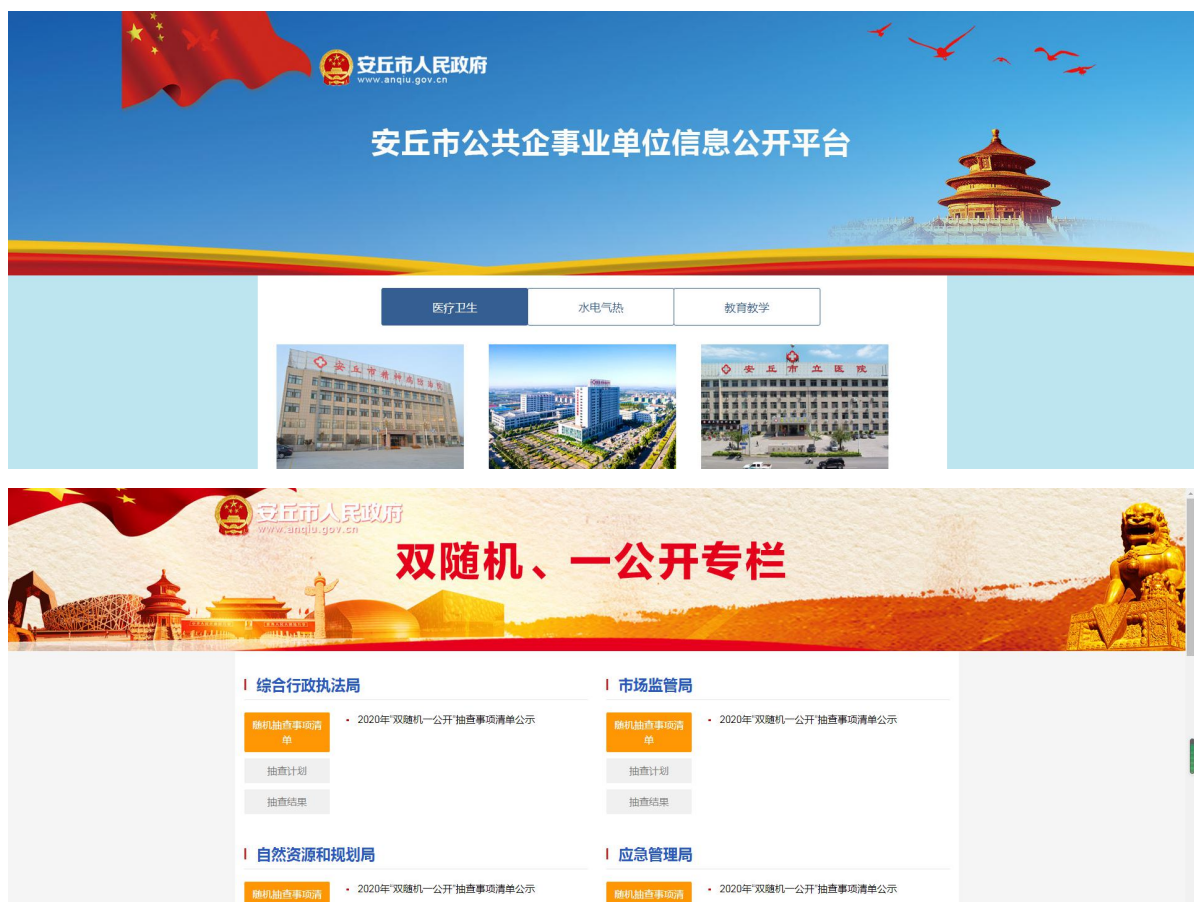 安丘市人民政府
www.anqiu.gov.cn
安丘市公共企事业单位信息公开平台
医疗卫生
水电气热
教育教学
安丘市立医院
安丘市人民政府
www.anqiu.gov.cn
双随机、一公开专栏
综合行政执法局
随机抽查事项清单
2020年“双随机一公开”抽查事项清单公示
抽查计划
抽查结果
市场监管局
随机抽查事项清单
2020年“双随机一公开”抽查事项清单公示
抽查计划
抽查结果
自然资源和规划局
随机抽查事项清
2020年“双随机一公开”抽查事项清单公示
应急管理局
随机抽查事项清
2020年“双随机一公开”抽查事项清单公示